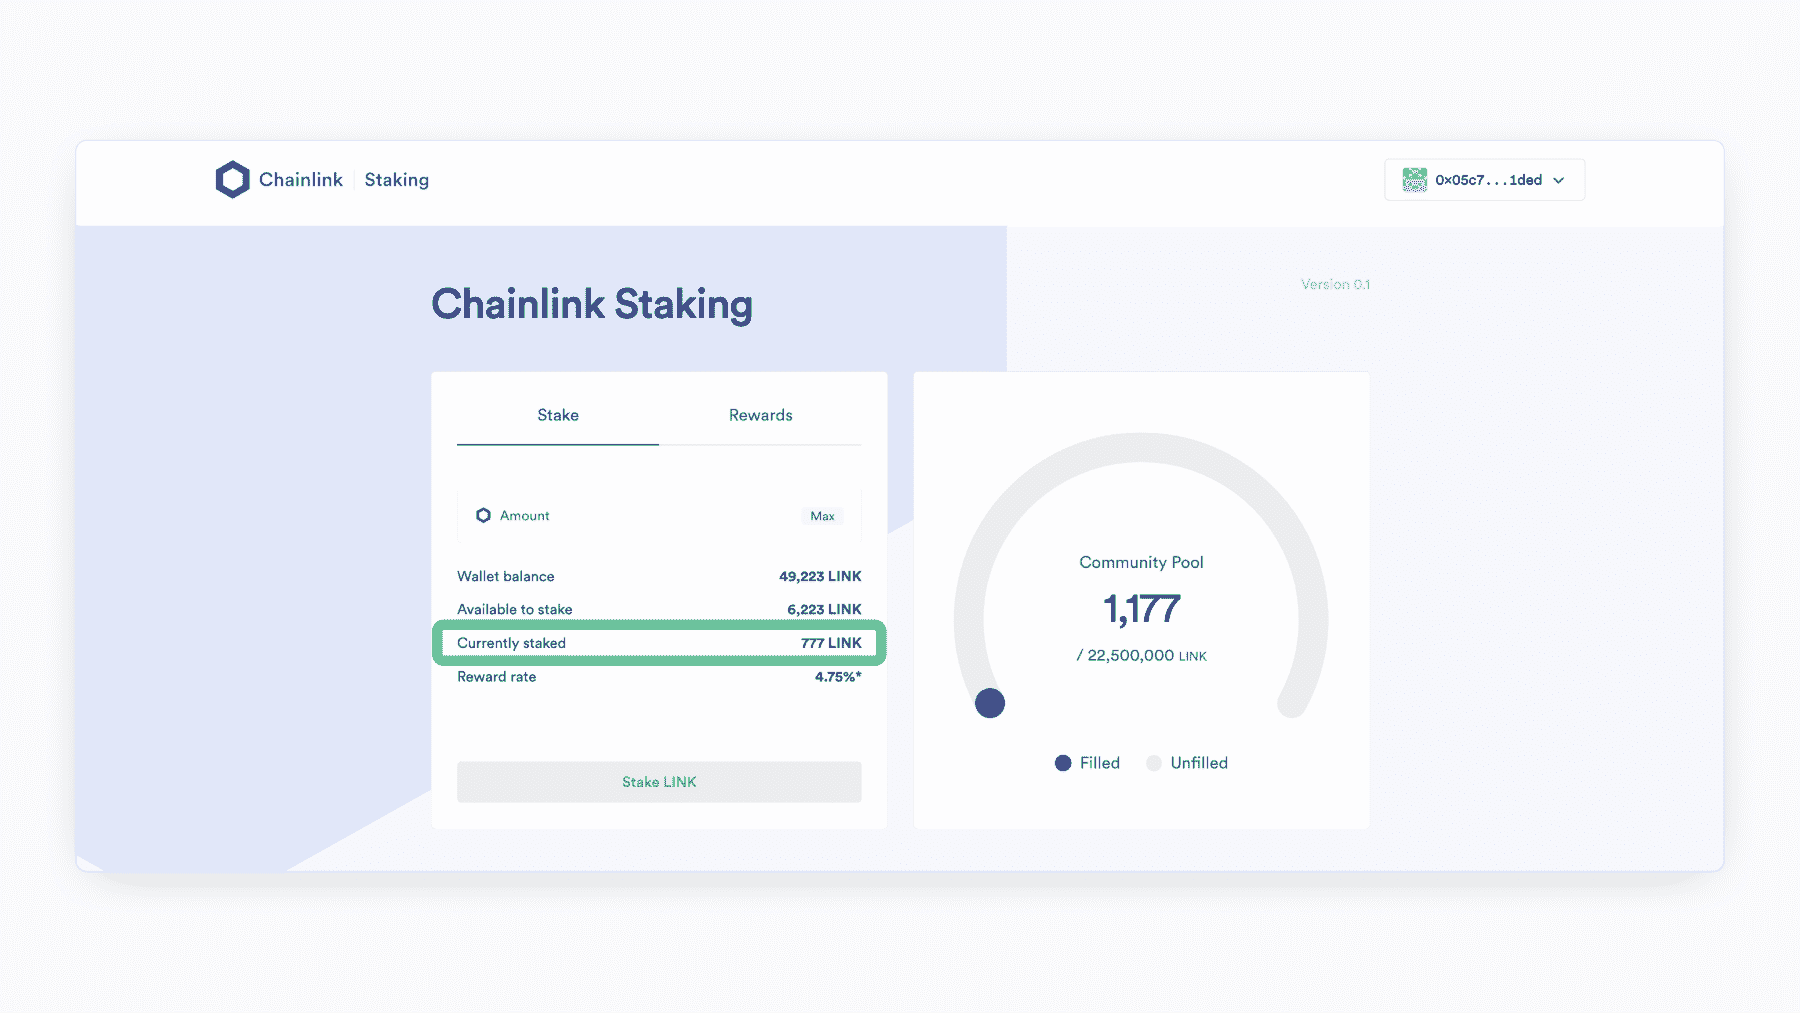 Chainlink Staking
0×05c7...1ded
Chainlink Staking
Version 0.1
Stake Rewards
Amount Max
Wallet balance 49,223 LINK
Available to stake 6,223 LINK
Currently staked 777 LINK
Reward rate 4.75%*
Stake LINK
Community Pool
1,177
/ 22,500,000 LINK
Filled Unfilled